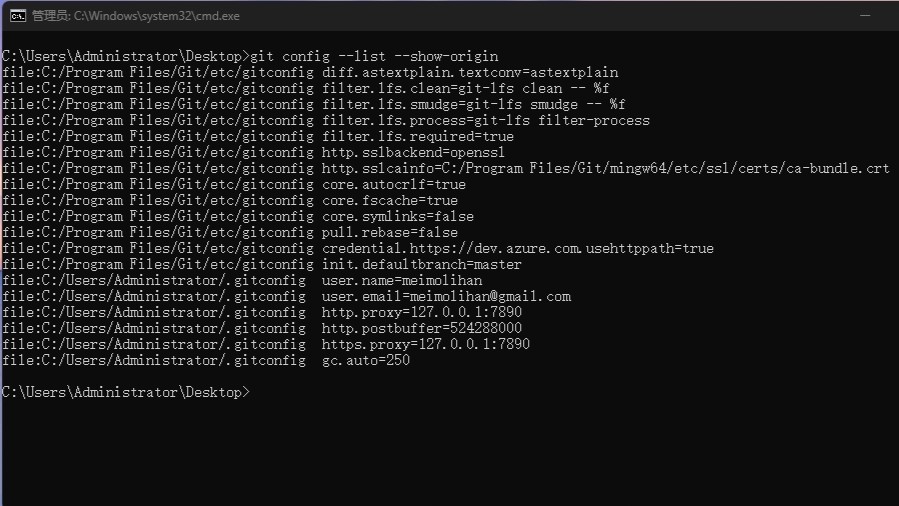 管理员: C:\Windows\system32\cmd.exe
C:\Users\Administrator\Desktop>git config --list --show-origin
file:C:/Program Files/Git/etc/gitconfig diff.astextplain.textconv=astextplain
file:C:/Program Files/Git/etc/gitconfig filter.lfs.clean=git-lfs clean -- %f
file:C:/Program Files/Git/etc/gitconfig filter.lfs.smudge=git-lfs smudge -- %f
file:C:/Program Files/Git/etc/gitconfig filter.lfs.process=git-lfs filter-process
file:C:/Program Files/Git/etc/gitconfig filter.lfs.required=true
file:C:/Program Files/Git/etc/gitconfig http.sslbackend=openssl
file:C:/Program Files/Git/etc/gitconfig http.sslcainfo=C:/Program Files/Git/mingw64/etc/ssl/certs/ca-bundle.crt
file:C:/Program Files/Git/etc/gitconfig core.autocrlf=true
file:C:/Program Files/Git/etc/gitconfig core.fscache=true
file:C:/Program Files/Git/etc/gitconfig core.symlinks=false
file:C:/Program Files/Git/etc/gitconfig pull.rebase=false
file:C:/Program Files/Git/etc/gitconfig credential.https://dev.azure.com.usehttppath=true
file:C:/Program Files/Git/etc/gitconfig init.defaultbranch=master
file:C:/Users/Administrator/.gitconfig user.name=meimolihan
file:C:/Users/Administrator/.gitconfig user.email=meimolihan@gmail.com
file:C:/Users/Administrator/.gitconfig http.proxy=127.0.0.1:7890
file:C:/Users/Administrator/.gitconfig http.postbuffer=524288000
file:C:/Users/Administrator/.gitconfig https.proxy=127.0.0.1:7890
file:C:/Users/Administrator/.gitconfig gc.auto=250
C:\Users\Administrator\Desktop>